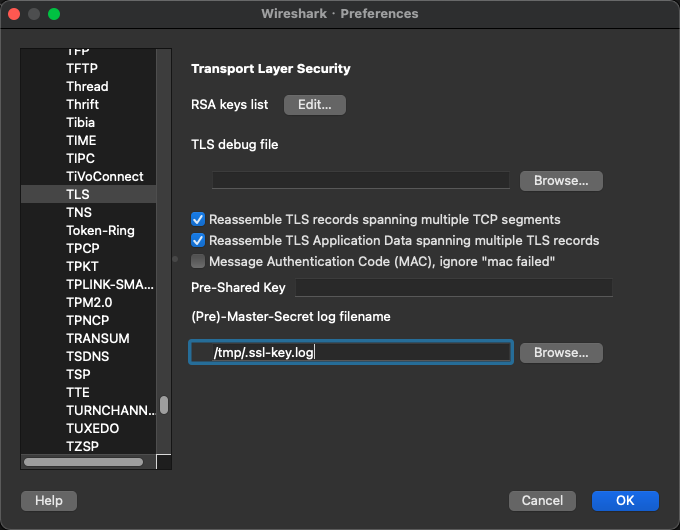 Wireshark · Preferences
TFP
TFTP
Thread
Thrift
Tibia
TIME
TIPC
TiVoConnect
TLS
TNS
Token-Ring
TPCP
TPKT
TPLINK-SMA...
TPM2.0
TPNCP
TRANSUM
TSDNS
TSP
TTE
TURNCHANN...
TUXEDO
TZSP
Transport Layer Security
RSA keys list
Edit...
TLS debug file
Browse...
Reassemble TLS records spanning multiple TCP segments
Reassemble TLS Application Data spanning multiple TLS records
Message Authentication Code (MAC), ignore "mac failed"
Pre-Shared Key
(Pre)-Master-Secret log filename
/tmp/.ssl-key.log
Browse...
Help
Cancel
OK